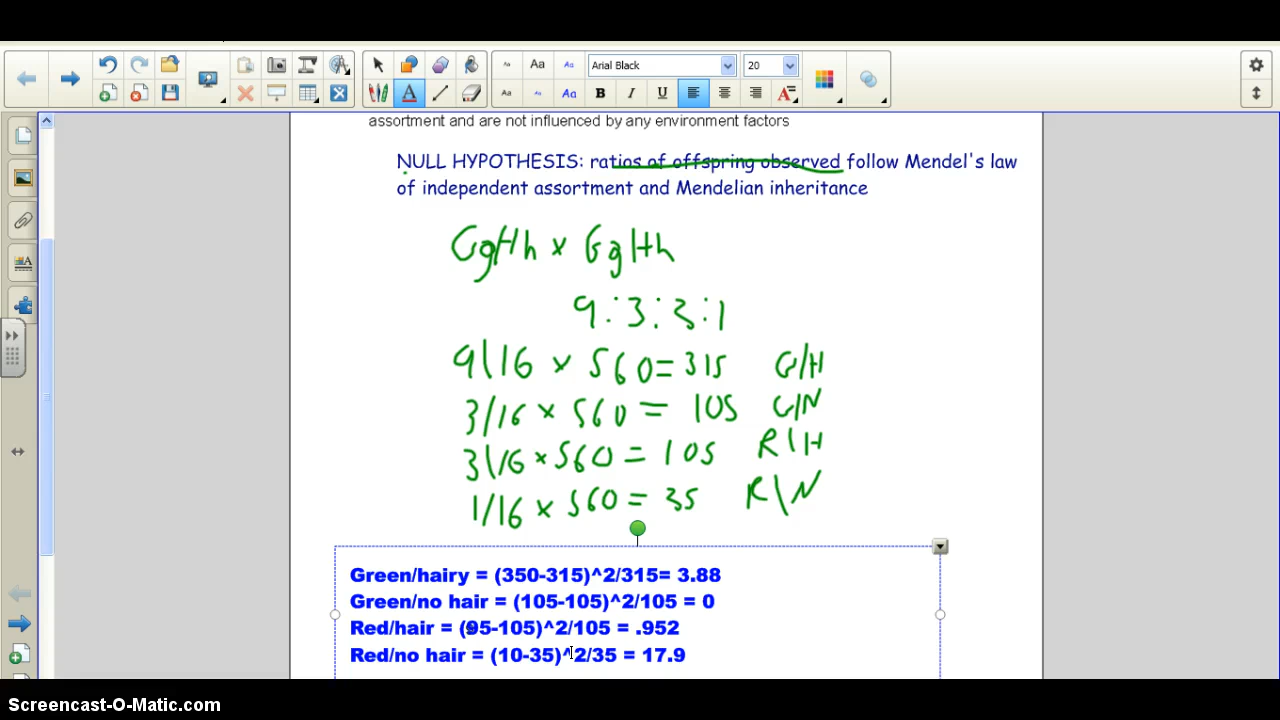 Arial Black
20
assortment and are not influenced by any environment factors
NULL HYPOTHESIS: ratios of offspring observed follow Mendel's law
of independent assortment and Mendelian inheritance
GgHh x GgHh
9:3:3:1
9/16 x 560 = 315 G/H
3/16 x 560 = 105 G/N
3/16 x 560 = 105 R/H
1/16 x 560 = 35 R/N
Green/hairy = (350-315)^2/315= 3.88
Green/no hair = (105-105)^2/105 = 0
Red/hair = (95-105)^2/105 = .952
Red/no hair = (10-35)^2/35 = 17.9
Screencast-O-Matic.com